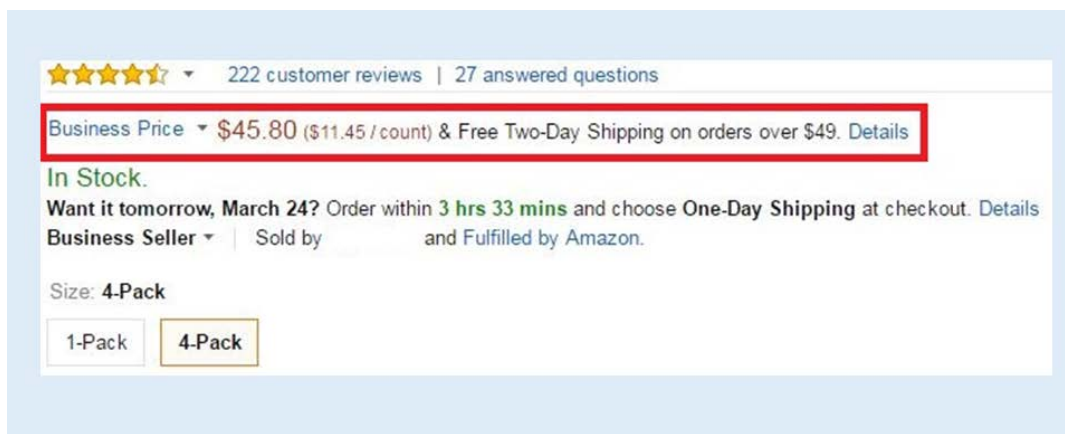 222 customer reviews | 27 answered questions
Business Price $45.80 ($11.45 / count) & Free Two-Day Shipping on orders over $49. Details
In Stock.
Want it tomorrow, March 24? Order within 3 hrs 33 mins and choose One-Day Shipping at checkout. Details
Business Seller | Sold by and Fulfilled by Amazon.
Size: 4-Pack
1-Pack 4-Pack